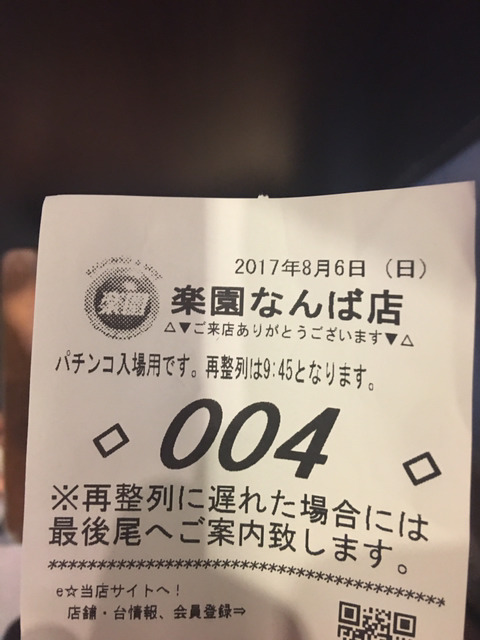 2017年8月6日 (日)
楽園
楽園なんば店
△▼ご来店ありがとうございます▼△
パチンコ入場用です。再整列は9:45となります。
◇ 004 ◇
※再整列に遅れた場合には
最後尾へご案内致します。
e☆当店サイトへ!
店舗・台情報、会員登録⇒